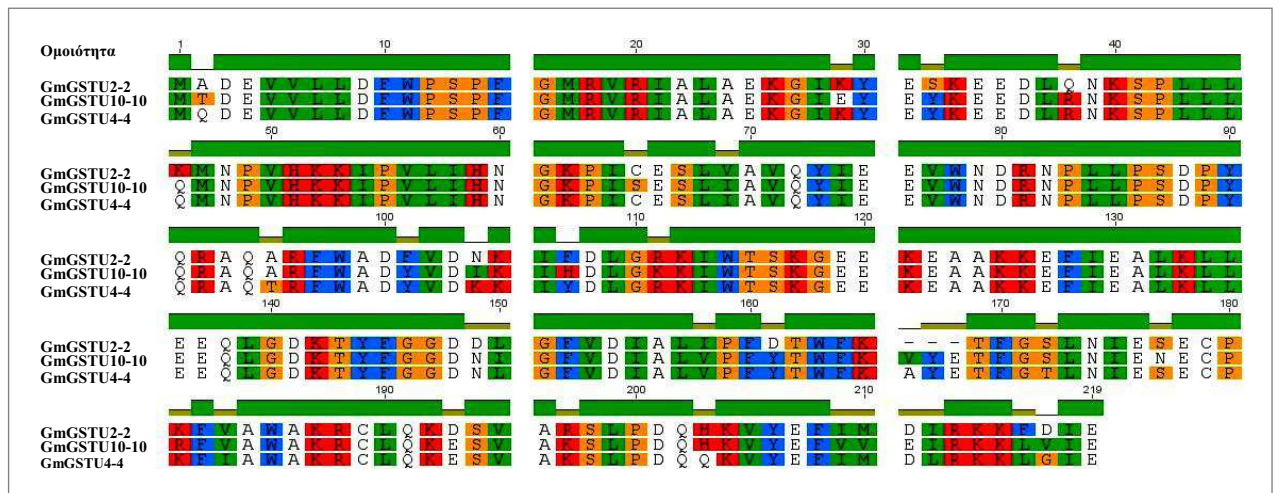 Ομοιότητα 1 10 20 30 40
GmGSTU2-2 M A D E V V L L D F W P S P F G M R V R I A L A E K G I K Y E S K E E D L Q N K S P L L L
GmGSTU10-10 M T D E V V L L D F W P S P F G M R V R I A L A E K G I E Y E Y K E E D L R N K S P L L L
GmGSTU4-4 M Q D E V V L L D F W P S P F G M R V R I A L A E K G I K Y E Y K E E D L R N K S P L L L
50 60 70 80 90
GmGSTU2-2 K M N P V H K K I P V L I H N G K P I C E S L V A V Q Y I E E V W N D R N P L L P S D P Y
GmGSTU10-10 Q M N P V H K K I P V L I H N G K P I S E S L I A V Q Y I E E V W N D R N P L L P S D P Y
GmGSTU4-4 Q M N P V H K K I P V L I H N G K P I C E S L I A V Q Y I E E V W N D R N P L L P S D P Y
100 110 120 130
GmGSTU2-2 Q R A Q A R F W A D F V D N K I F D L G R K I W T S K G E E K E A A K K E F I E A L K L L
GmGSTU10-10 Q R A Q A R F W A D Y V D I K I H D L G K K I W T S K G E E K E A A K K E F I E A L K L L
GmGSTU4-4 Q R A Q T R F W A D Y V D K K I Y D L G R K I W T S K G E E K E A A K K E F I E A L K L L
140 150 160 170 180
GmGSTU2-2 E E Q L G D K T Y F G G D D L G F V D I A L I P F D T W F K - - - T F G S L N I E S E C P
GmGSTU10-10 E E Q L G D K T Y F G G D N I G F V D I A L V P F Y T W F K V Y E T F G S L N I E N E C P
GmGSTU4-4 E E Q L G D K T Y F G G D N L G F V D I A L V P F Y T W F K A Y E T F G T L N I E S E C P
190 200 210 219
GmGSTU2-2 K F V A W A K R C L Q K D S V A R S L P D Q H K V Y E F I M D I R K K F D I E
GmGSTU10-10 R F V A W A K R C L Q K E S V A R S L P D Q H K V Y E F V V E I R K K L V I E
GmGSTU4-4 K F I A W A K R C L Q K E S V A K S L P D Q Q K V Y E F I M D L R K K L G I E